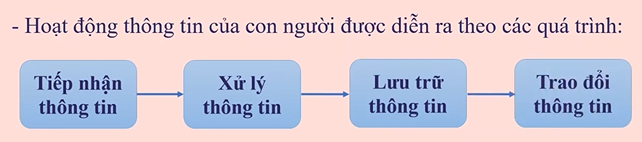 - Hoạt động thông tin của con người được diễn ra theo các quá trình:
Tiếp nhận
thông tin
Xử lý
thông tin
Lưu trữ
thông tin
Trao đổi
thông tin